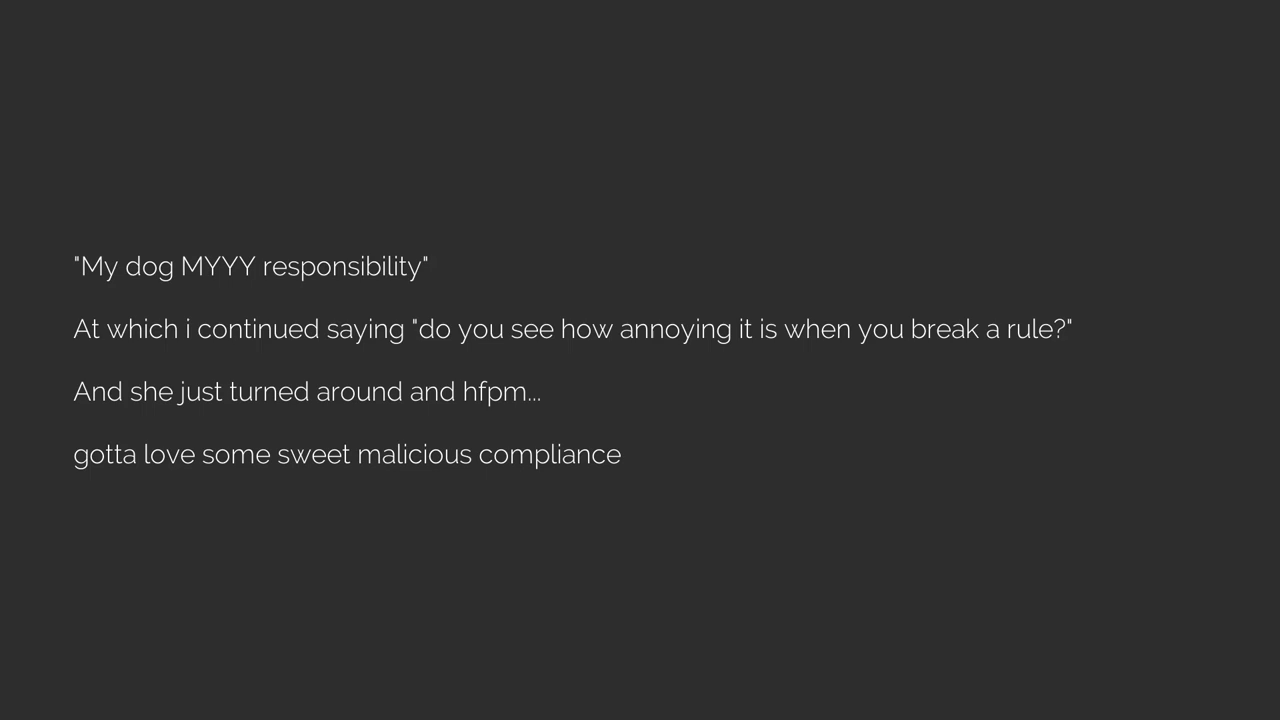 "My dog MYYY responsibility"
At which i continued saying "do you see how annoying it is when you break a rule?"
And she just turned around and hfpm...
gotta love some sweet malicious compliance